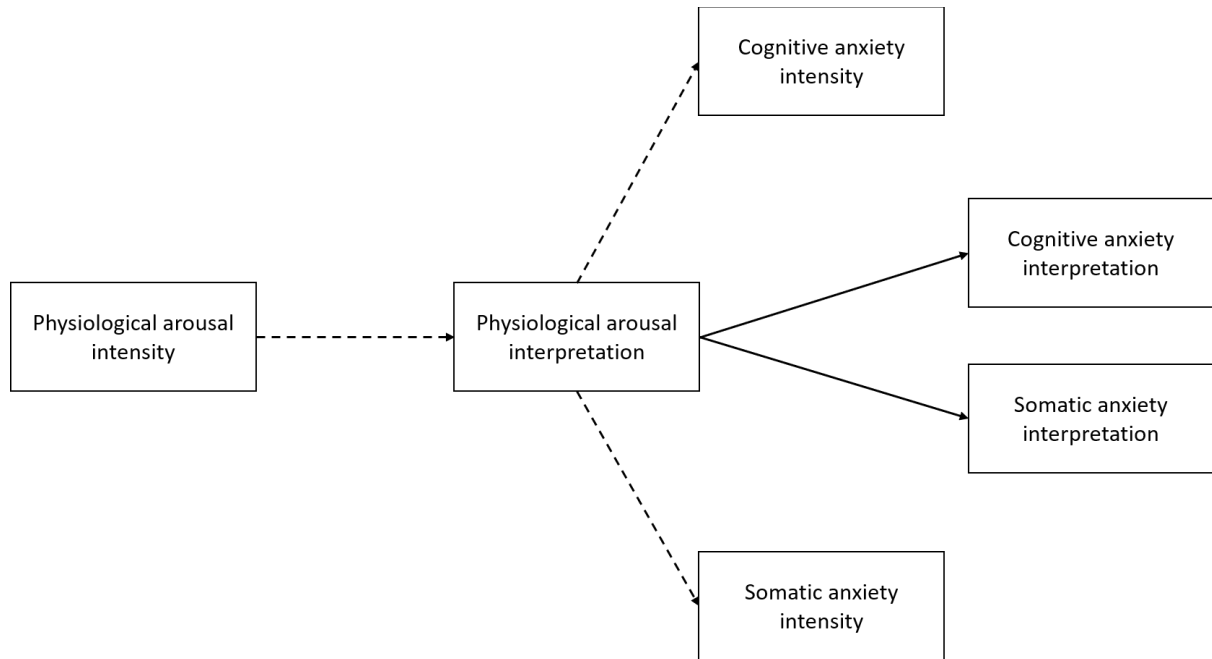 Cognitive anxiety
intensity
Cognitive anxiety
interpretation
Physiological arousal
intensity
Physiological arousal
interpretation
Somatic anxiety
interpretation
Somatic anxiety
intensity